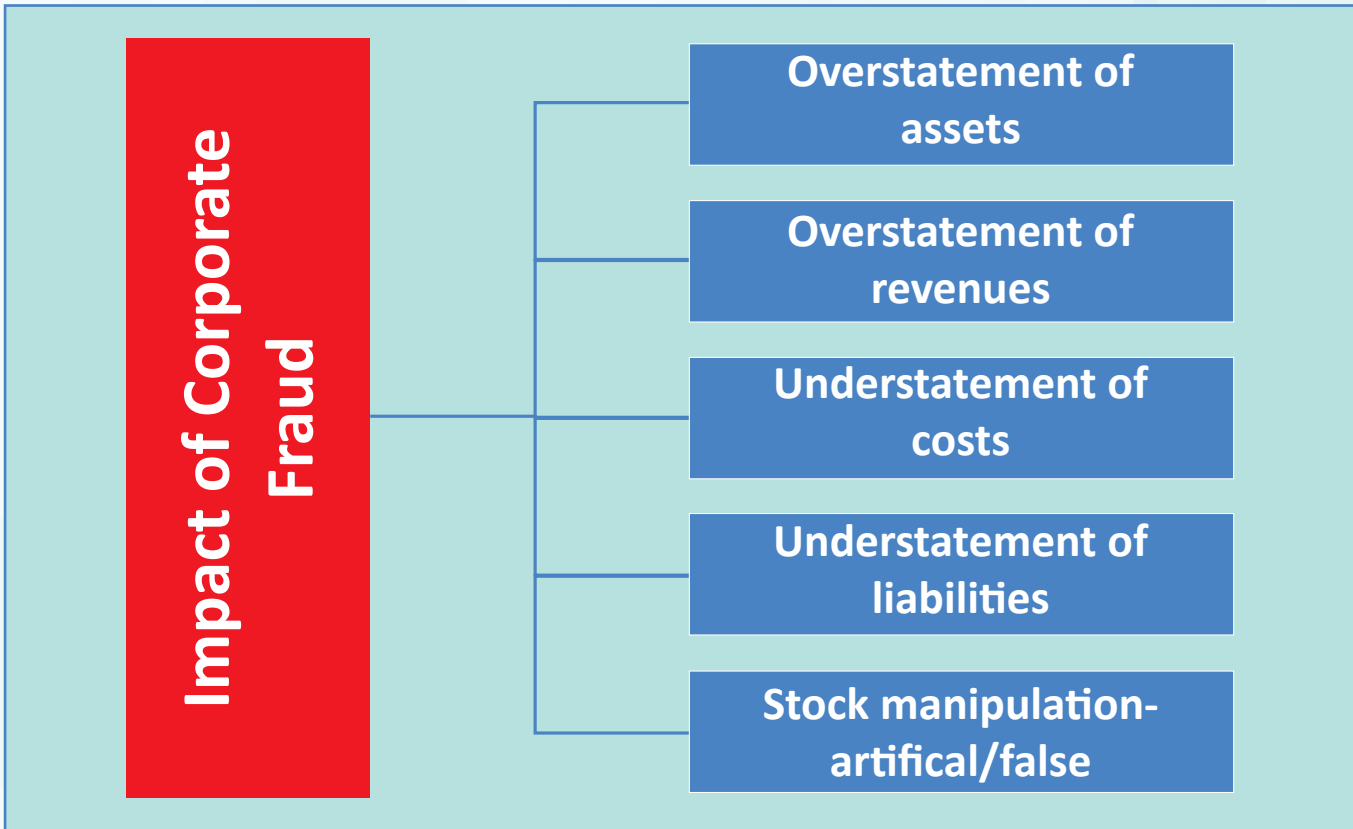 Impact of Corporate
Fraud
Overstatement of
assets
Overstatement of
revenues
Understatement of
costs
Understatement of
liabilities
Stock manipulation-
artifical/false